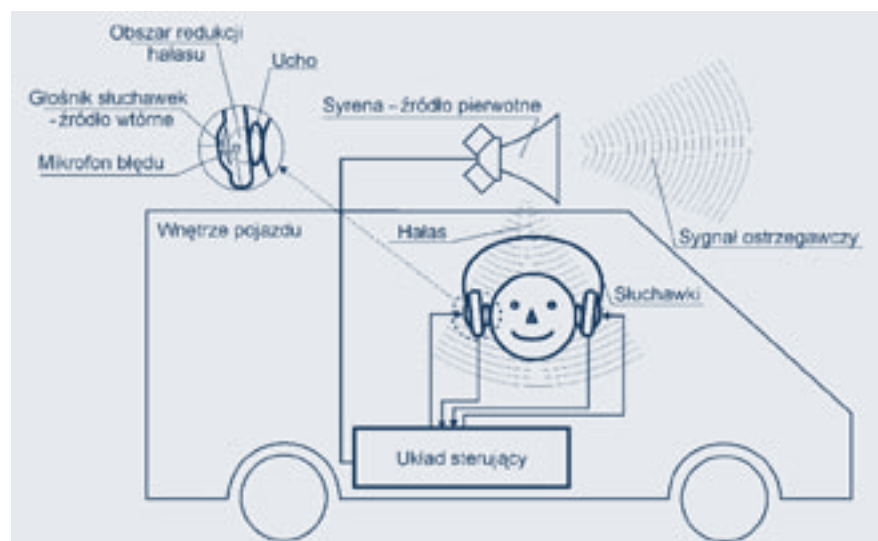 Obszar redukcji
hałasu
Ucho
Głośnik słuchawek
-źródło wtórne
Mikrofon błędu
Syrena - źródło pierwotne
Wnętrze pojazdu
Hałas
Sygnał ostrzegawczy
Słuchawki
Układ sterujący